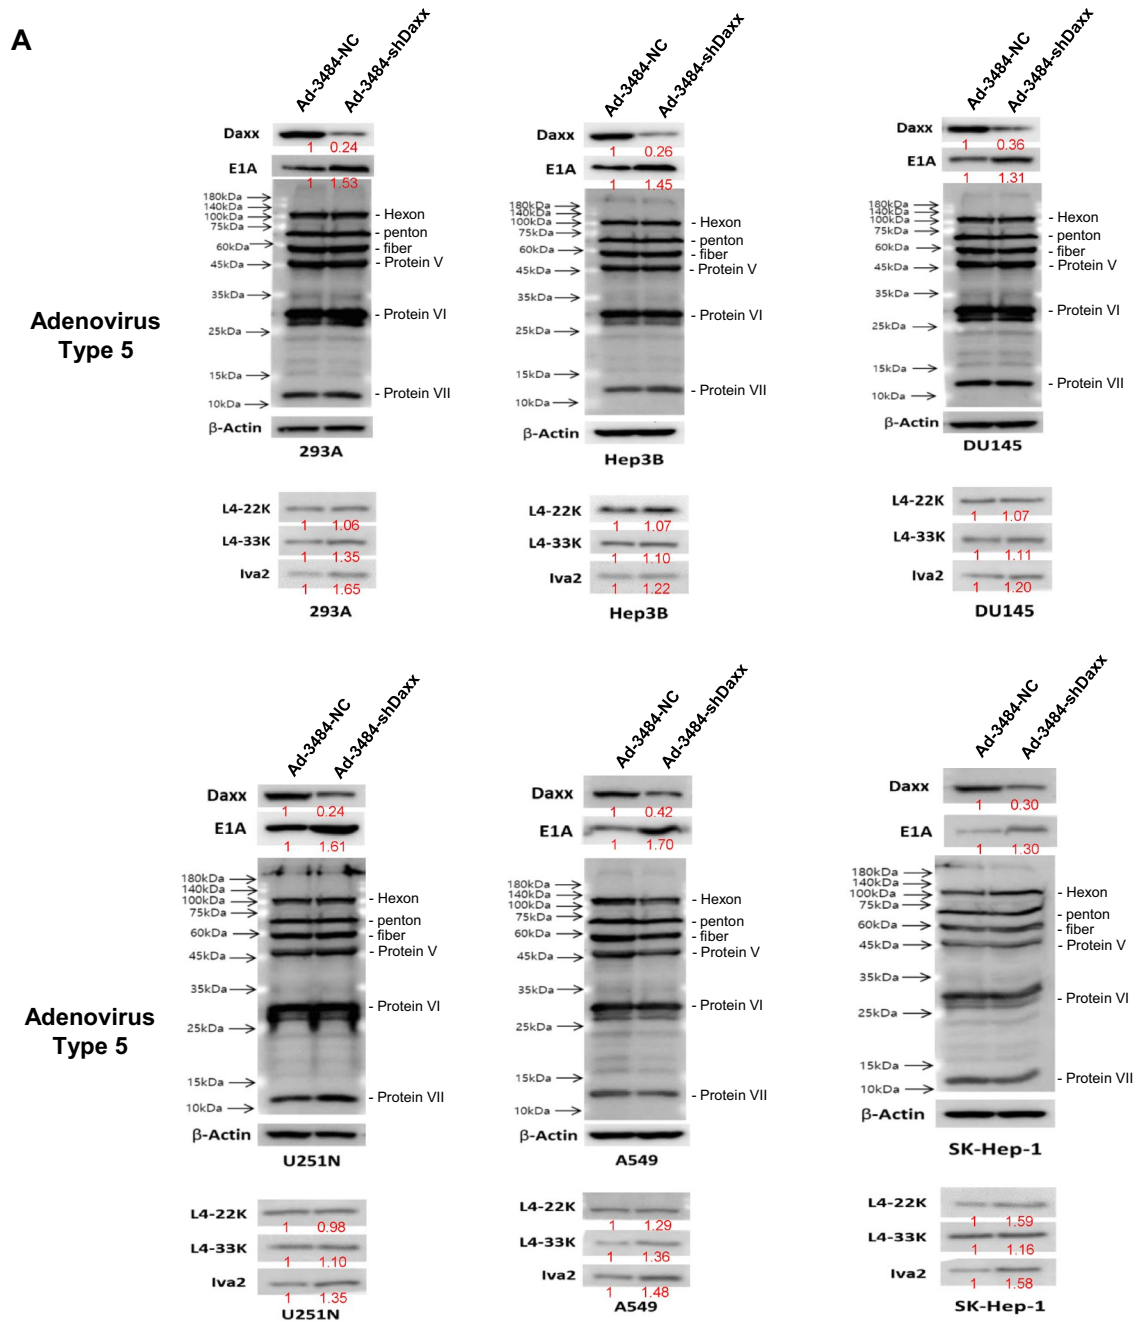 A
Ad-3484-NC
Ad-3484-shDaxx
Daxx
1 0.24
E1A
1 1.53
180kDa
140kDa
100kDa
75kDa
60kDa
45kDa
35kDa
25kDa
15kDa
10kDa
- Hexon
- penton
- fiber
- Protein V
- Protein VI
- Protein VII
β-Actin
293A
L4-22K
1 1.06
L4-33K
1 1.35
Iva2
1 1.65
293A
Ad-3484-NC
Ad-3484-shDaxx
Daxx
1 0.26
E1A
1 1.45
180kDa
140kDa
100kDa
75kDa
60kDa
45kDa
35kDa
25kDa
15kDa
10kDa
- Hexon
- penton
- fiber
- Protein V
- Protein VI
- Protein VII
β-Actin
Hep3B
L4-22K
1 1.07
L4-33K
1 1.10
Iva2
1 1.22
Hep3B
Ad-3484-NC
Ad-3484-shDaxx
Daxx
1 0.36
E1A
1 1.31
180kDa
140kDa
100kDa
75kDa
60kDa
45kDa
35kDa
25kDa
15kDa
10kDa
- Hexon
- penton
- fiber
- Protein V
- Protein VI
- Protein VII
β-Actin
DU145
L4-22K
1 1.07
L4-33K
1 1.11
Iva2
1 1.20
DU145
Adenovirus
Type 5
Ad-3484-NC
Ad-3484-shDaxx
Daxx
1 0.24
E1A
1 1.61
180kDa
140kDa
100kDa
75kDa
60kDa
45kDa
35kDa
25kDa
15kDa
10kDa
- Hexon
- penton
- fiber
- Protein V
- Protein VI
- Protein VII
β-Actin
U251N
L4-22K
1 0.98
L4-33K
1 1.10
Iva2
1 1.35
U251N
Ad-3484-NC
Ad-3484-shDaxx
Daxx
1 0.42
E1A
1 1.70
180kDa
140kDa
100kDa
75kDa
60kDa
45kDa
35kDa
25kDa
15kDa
10kDa
- Hexon
- penton
- fiber
- Protein V
- Protein VI
- Protein VII
β-Actin
A549
L4-22K
1 1.29
L4-33K
1 1.36
Iva2
1 1.48
A549
Ad-3484-NC
Ad-3484-shDaxx
Daxx
1 0.30
E1A
1 1.30
180kDa
140kDa
100kDa
75kDa
60kDa
45kDa
35kDa
25kDa
15kDa
10kDa
- Hexon
- penton
- fiber
- Protein V
- Protein VI
- Protein VII
β-Actin
SK-Hep-1
L4-22K
1 1.59
L4-33K
1 1.16
Iva2
1 1.58
SK-Hep-1
Adenovirus
Type 5